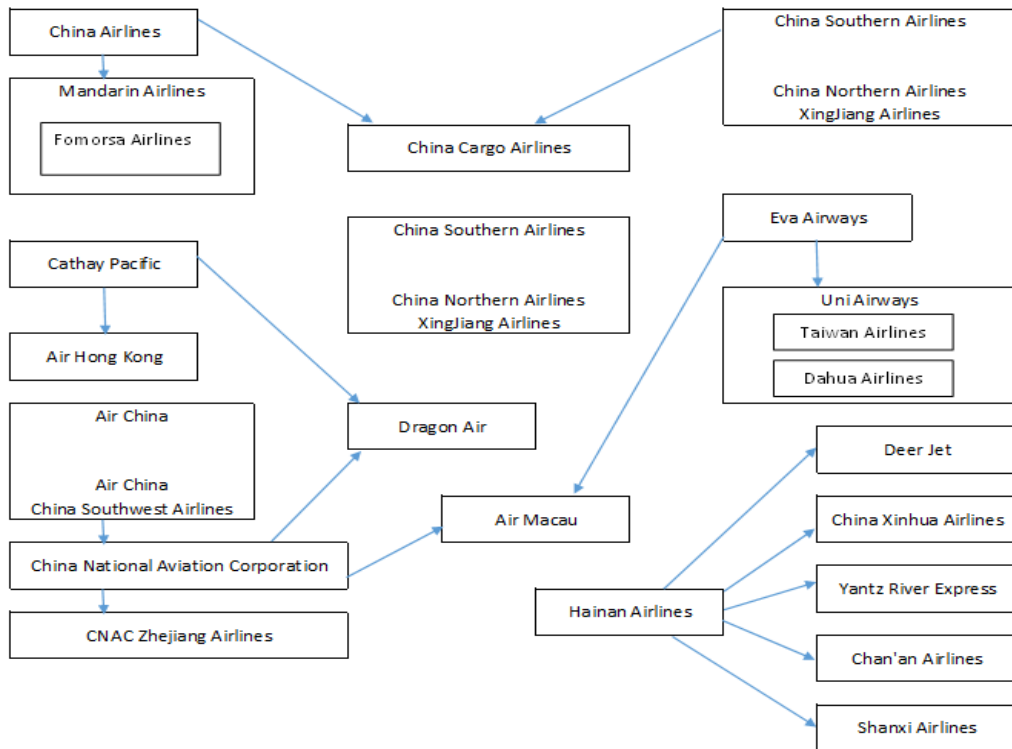 China Airlines
Mandarin Airlines
Fomorsa Airlines
China Cargo Airlines
China Southern Airlines
China Northern Airlines
XingJiang Airlines
Cathay Pacific
Air Hong Kong
China Southern Airlines
China Northern Airlines
XingJiang Airlines
Eva Airways
Uni Airways
Taiwan Airlines
Dahua Airlines
Air China
Air China
China Southwest Airlines
Dragon Air
Air Macau
China National Aviation Corporation
CNAC Zhejiang Airlines
Hainan Airlines
Deer Jet
China Xinhua Airlines
Yantz River Express
Chan'an Airlines
Shanxi Airlines